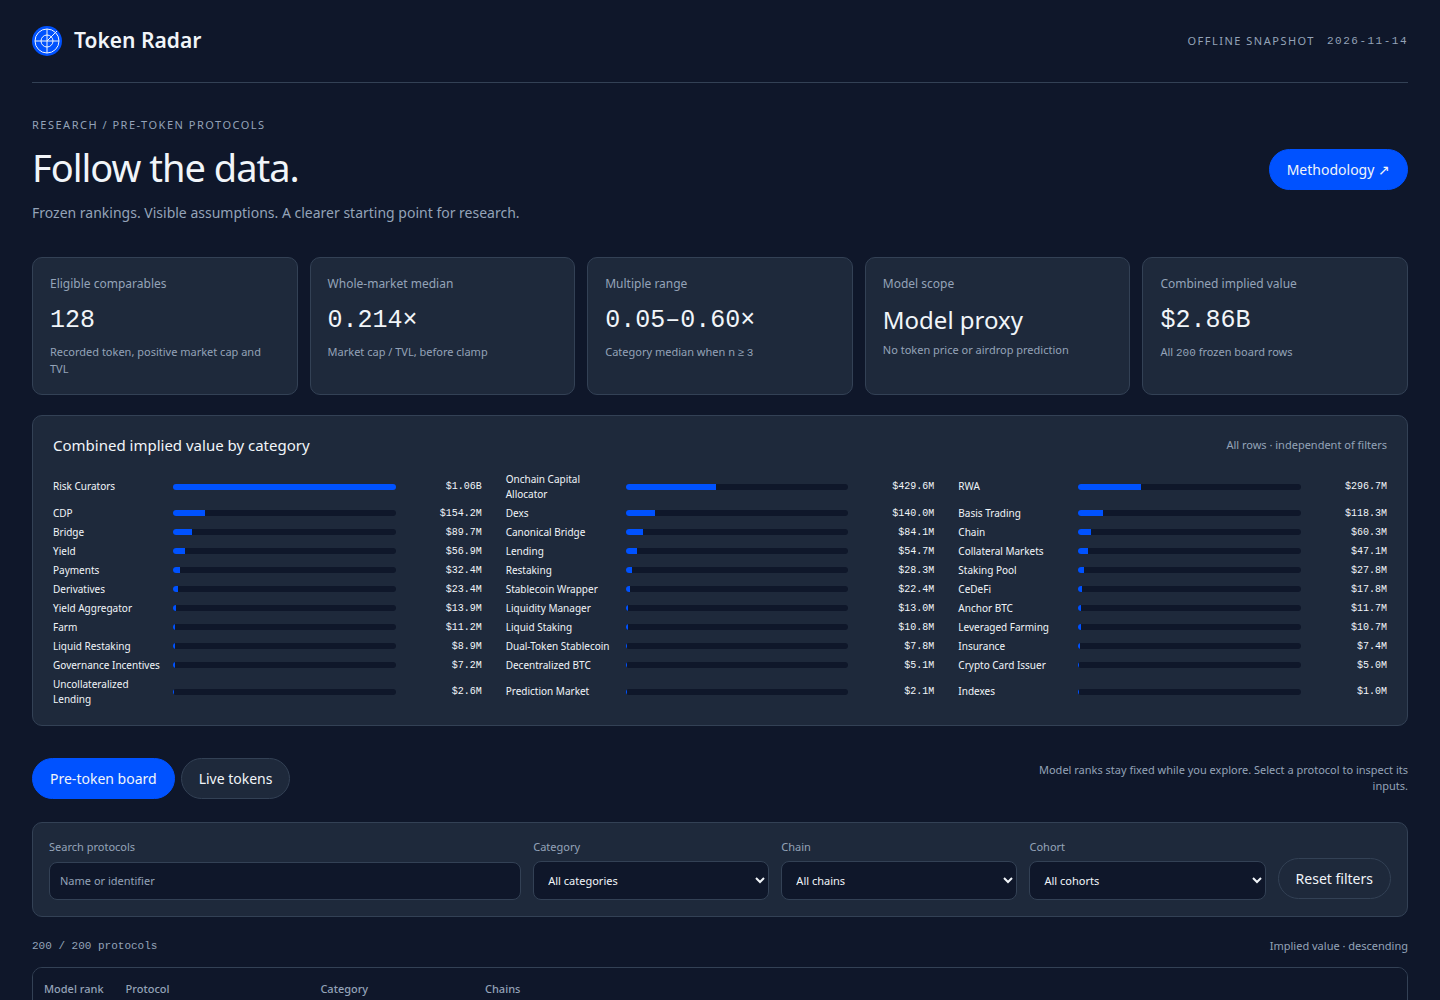 Token Radar
OFFLINE SNAPSHOT 2026-11-14
RESEARCH / PRE-TOKEN PROTOCOLS
Follow the data.
Methodology ↗
Frozen rankings. Visible assumptions. A clearer starting point for research.
Eligible comparables
128
Recorded token, positive market cap and
TVL
Whole-market median
0.214×
Market cap / TVL, before clamp
Multiple range
0.05–0.60×
Category median when n ≥ 3
Model scope
Model proxy
No token price or airdrop prediction
Combined implied value
$2.86B
All 200 frozen board rows
Combined implied value by category
All rows · independent of filters
Risk Curators $1.06B
Onchain Capital
Allocator $429.6M
RWA $296.7M
CDP $154.2M
Dexs $140.0M
Basis Trading $118.3M
Bridge $89.7M
Canonical Bridge $84.1M
Chain $60.3M
Yield $56.9M
Lending $54.7M
Collateral Markets $47.1M
Payments $32.4M
Restaking $28.3M
Staking Pool $27.8M
Derivatives $23.4M
Stablecoin Wrapper $22.4M
CeDeFi $17.8M
Yield Aggregator $13.9M
Liquidity Manager $13.0M
Anchor BTC $11.7M
Farm $11.2M
Liquid Staking $10.8M
Leveraged Farming $10.7M
Liquid Restaking $8.9M
Dual-Token Stablecoin $7.8M
Insurance $7.4M
Governance Incentives $7.2M
Decentralized BTC $5.1M
Crypto Card Issuer $5.0M
Uncollateralized
Lending $2.6M
Prediction Market $2.1M
Indexes $1.0M
Pre-token board
Live tokens
Model ranks stay fixed while you explore. Select a protocol to inspect its
inputs.
Search protocols
Name or identifier
Category
All categories
Chain
All chains
Cohort
All cohorts
Reset filters
200 / 200 protocols
Implied value · descending
Model rank Protocol Category Chains